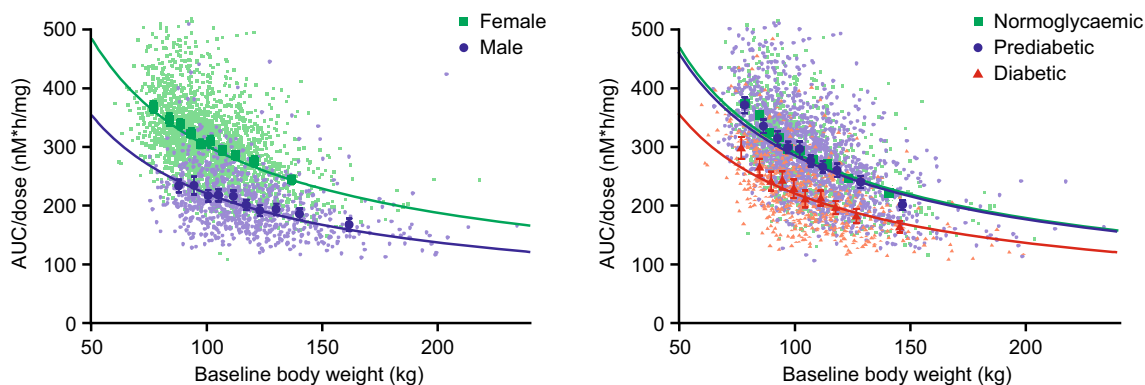 Female
Male
500
400
300
200
100
0
AUC/dose (nM*h/mg)
50
100
150
200
Baseline body weight (kg)
Normoglycaemic
Prediabetic
Diabetic
500
400
300
200
100
0
AUC/dose (nM*h/mg)
50
100
150
200
Baseline body weight (kg)